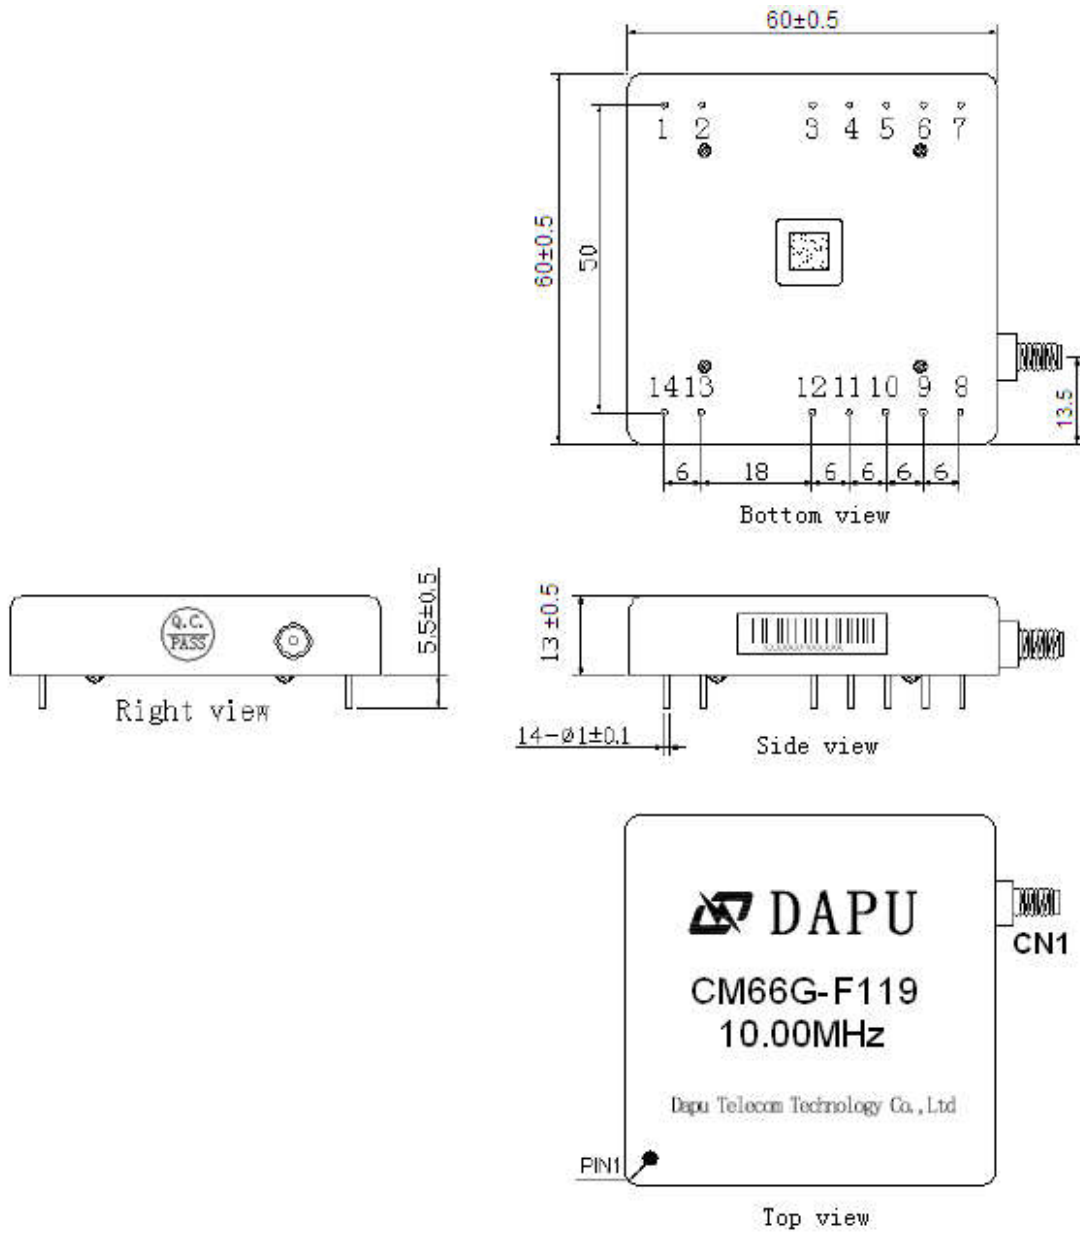 60±0.5
1 2 3 4 5 6 7
60±0.5
50
14 13 12 11 10 9 8
13.5
6 18 6 6 6 6
Bottom view
5.5±0.5
13±0.5
Q.C.
PASS
Right view
14-Ø1±0.1
Side view
DAPU
CN1
CM66G-F119
10.00MHz
Dapu Telecom Technology Co.,Ltd
PIN1
Top view